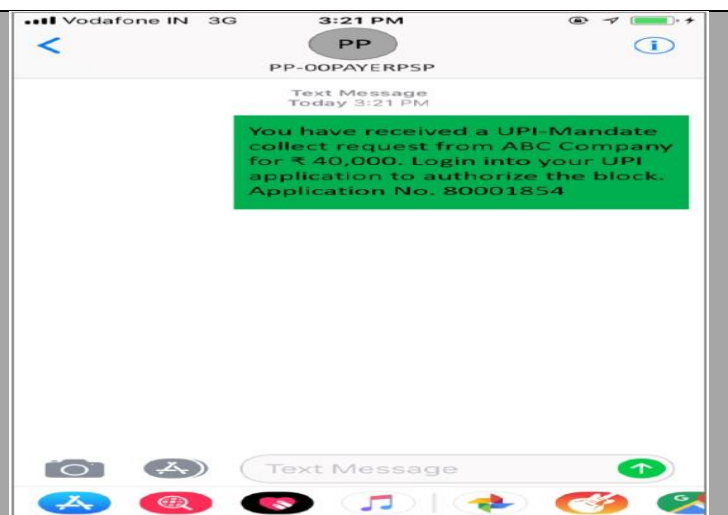 Vodafone IN 3G 3:21 PM
PP
PP-OOPAYERPSP
Text Message
Today 3:21 PM
You have received a UPI-Mandate
collect request from ABC Company
for ₹ 40,000. Login into your UPI
application to authorize the block.
Application No. 80001854
Text Message
G